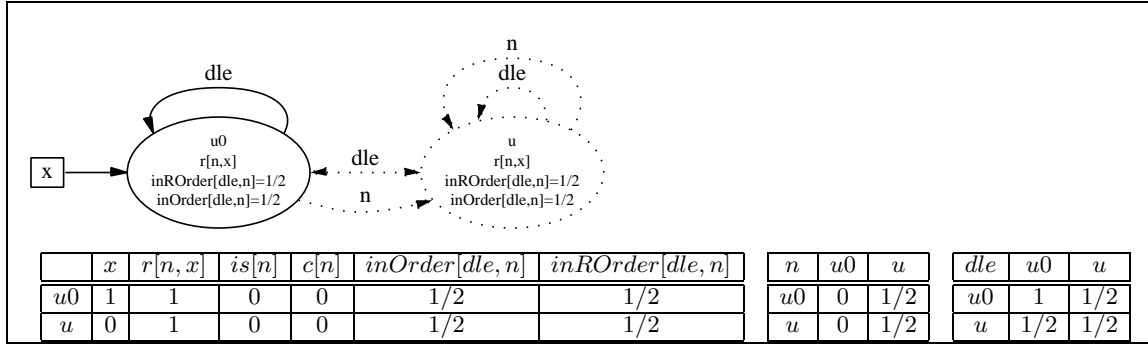 n
dle
dle
u0
r[n,x]
inROrder[dle,n]=1/2
inOrder[dle,n]=1/2
u
r[n,x]
inROrder[dle,n]=1/2
inOrder[dle,n]=1/2
x
dle
n
x r[n, x] is[n] c[n] inOrder[dle, n] inROrder[dle, n] n u0 u dle u0 u
u0 1 1 0 0 1/2 1/2 u0 0 1/2 u0 1 1/2
u 0 1 0 0 1/2 1/2 u 0 1/2 u 1/2 1/2